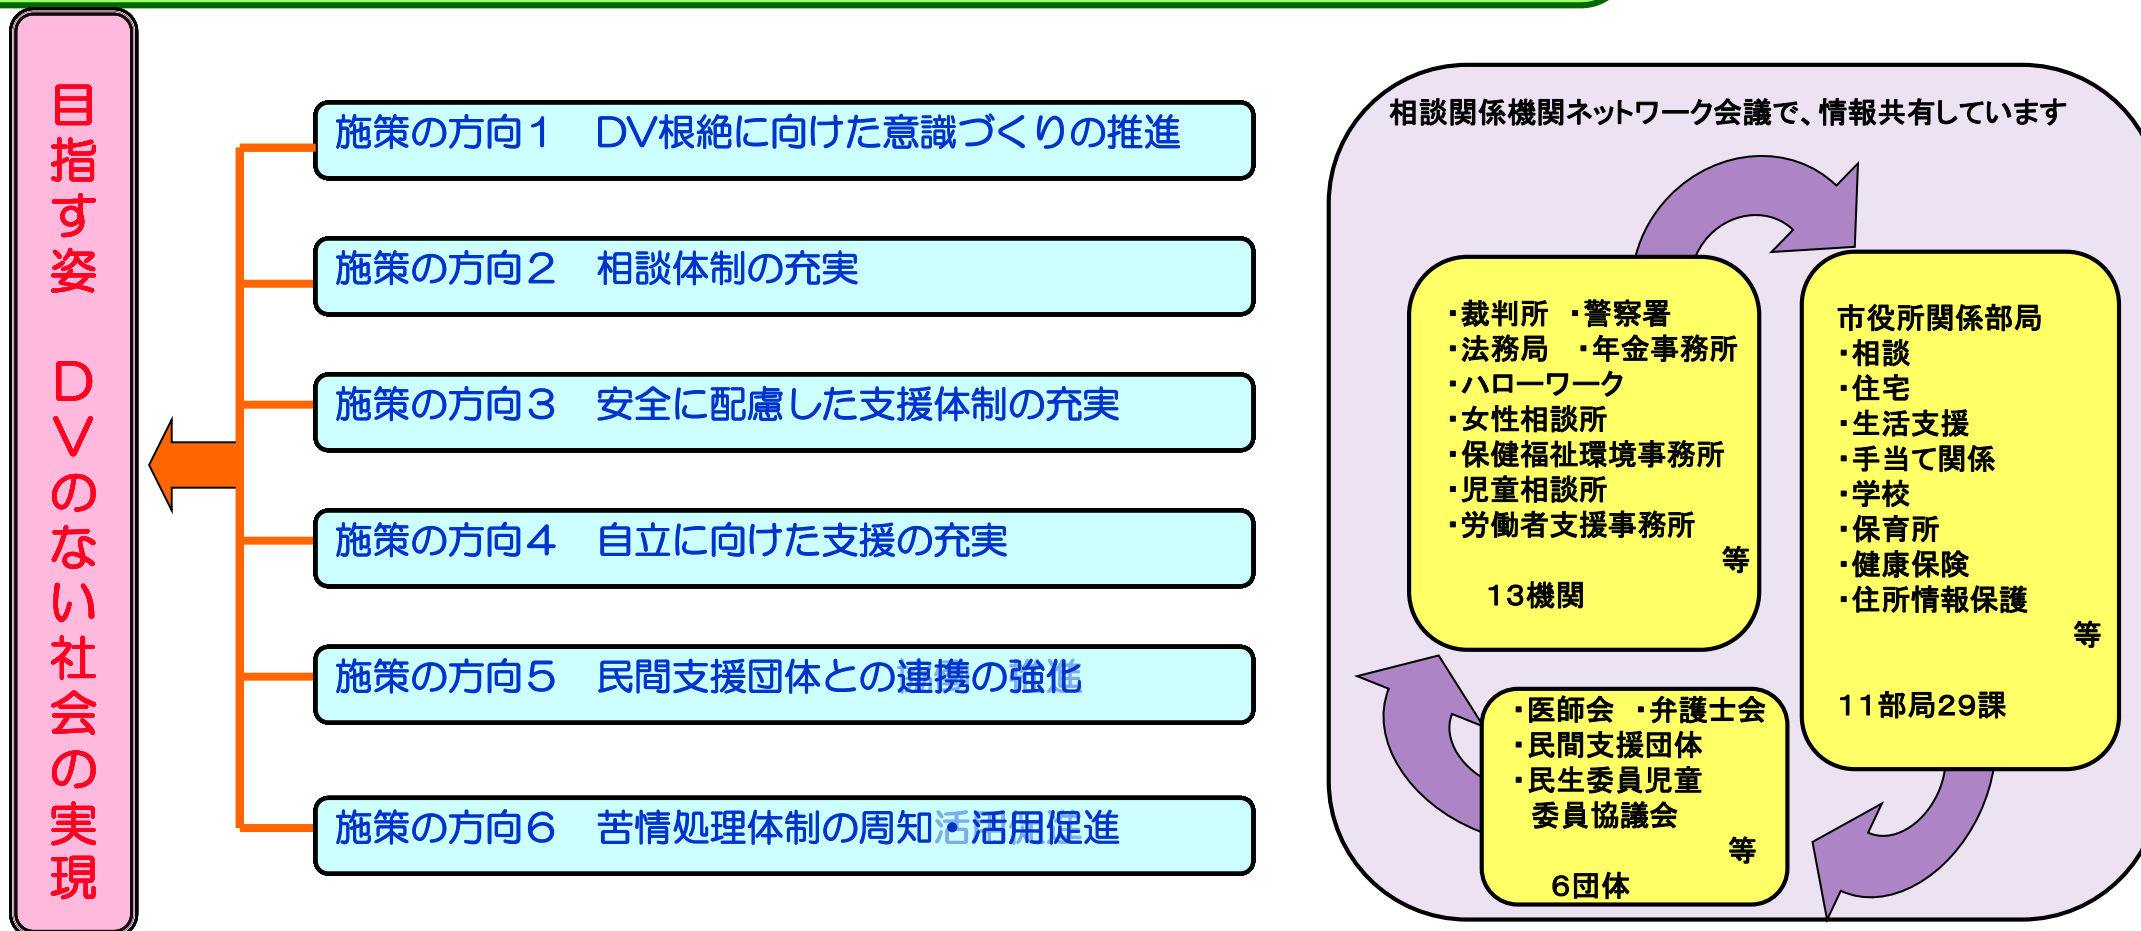 目指す姿　DVのない社会の実現
施策の方向1　DV根絶に向けた意識づくりの推進
施策の方向2　相談体制の充実
施策の方向3　安全に配慮した支援体制の充実
施策の方向4　自立に向けた支援の充実
施策の方向5　民間支援団体との連携の強化
施策の方向6　苦情処理体制の周知・活用促進
相談関係機関ネットワーク会議で、情報共有しています
・裁判所　・警察署
・法務局　・年金事務所
・ハローワーク
・女性相談所
・保健福祉環境事務所
・児童相談所
・労働者支援事務所
等
13機関
市役所関係部局
・相談
・住宅
・生活支援
・手当て関係
・学校
・保育所
・健康保険
・住所情報保護
等
11部局29課
・医師会　・弁護士会
・民間支援団体
・民生委員児童
委員協議会
等
6団体